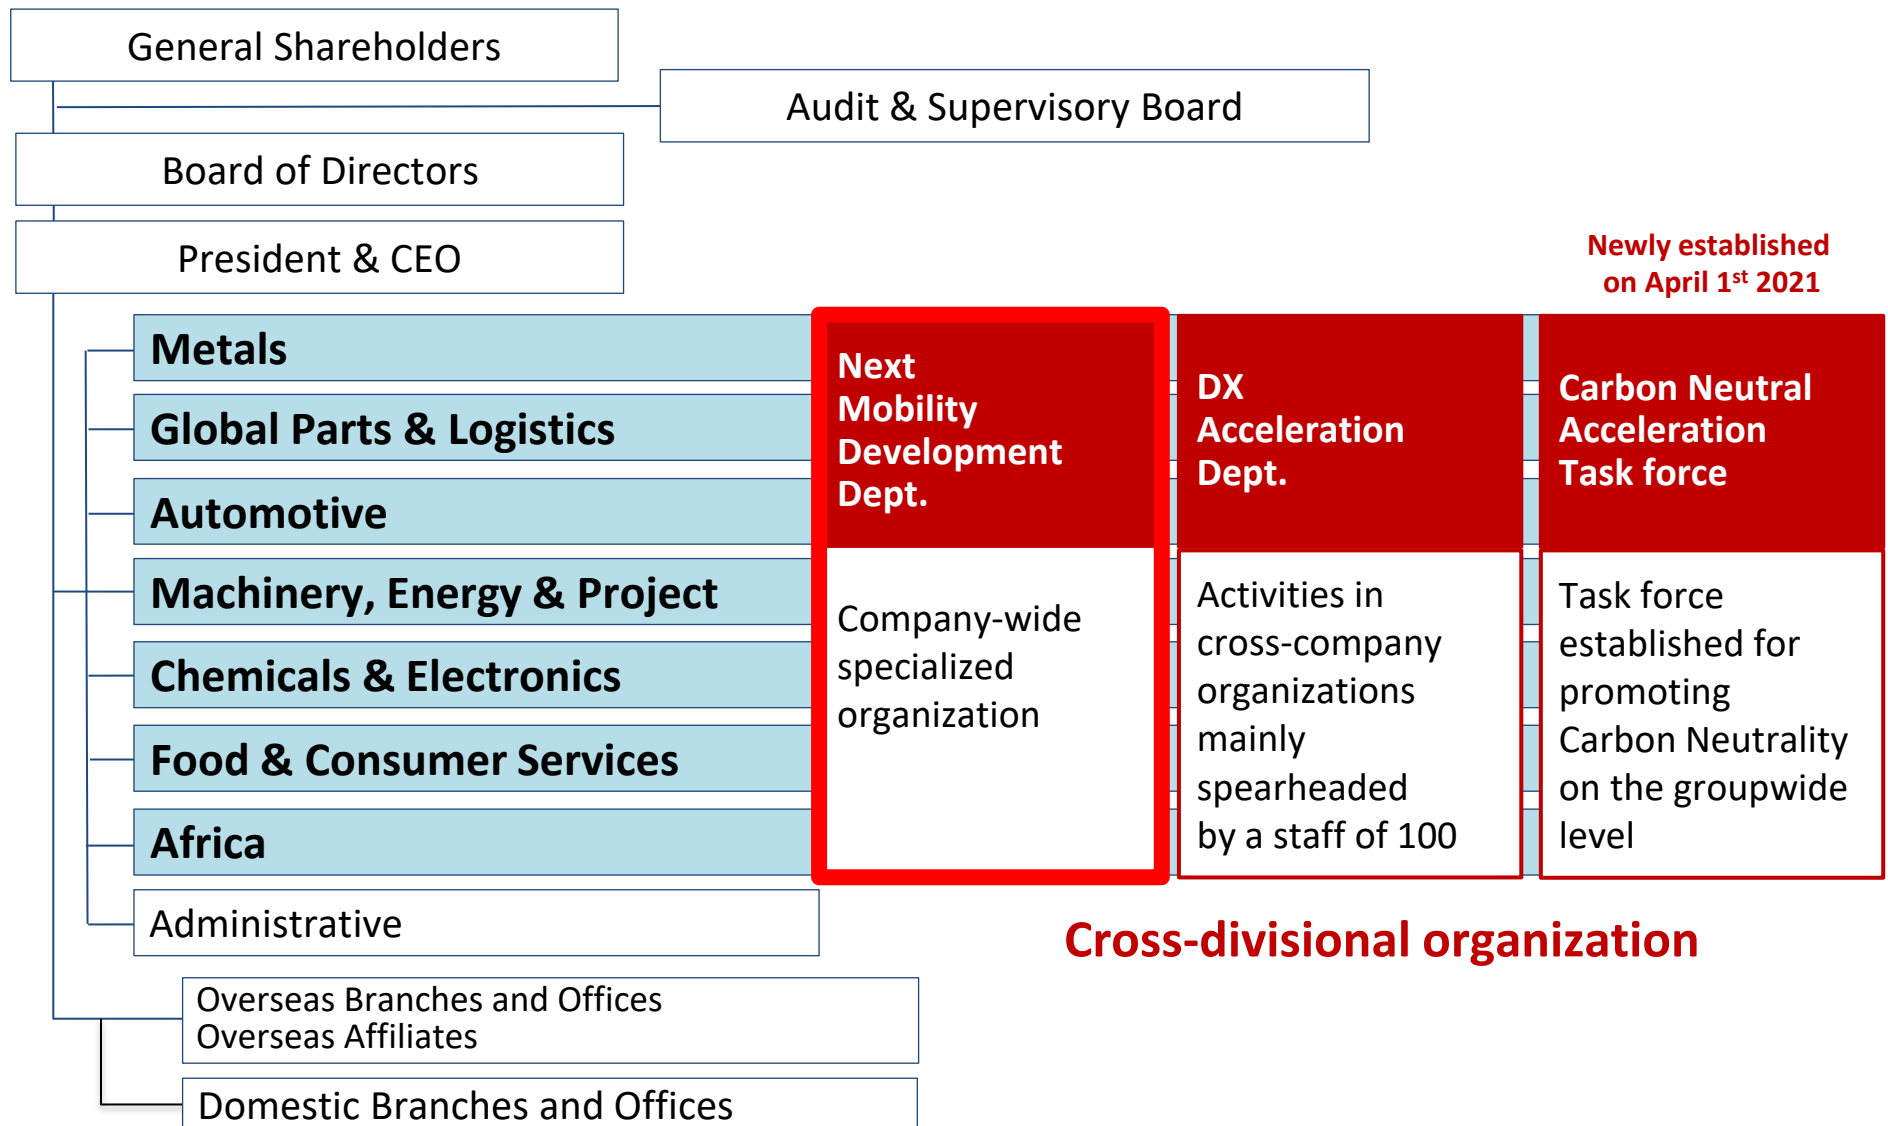 General Shareholders
Audit & Supervisory Board
Board of Directors
President & CEO
Newly established
on April 1st 2021
Metals
Global Parts & Logistics
Automotive
Machinery, Energy & Project
Chemicals & Electronics
Food & Consumer Services
Africa
Administrative
Next
Mobility
Development
Dept.
Company-wide
specialized
organization
DX
Acceleration
Dept.
Activities in
cross-company
organizations
mainly
spearheaded
by a staff of 100
Carbon Neutral
Acceleration
Task force
Task force
established for
promoting
Carbon Neutrality
on the groupwide
level
Cross-divisional organization
Overseas Branches and Offices
Overseas Affiliates
Domestic Branches and Offices